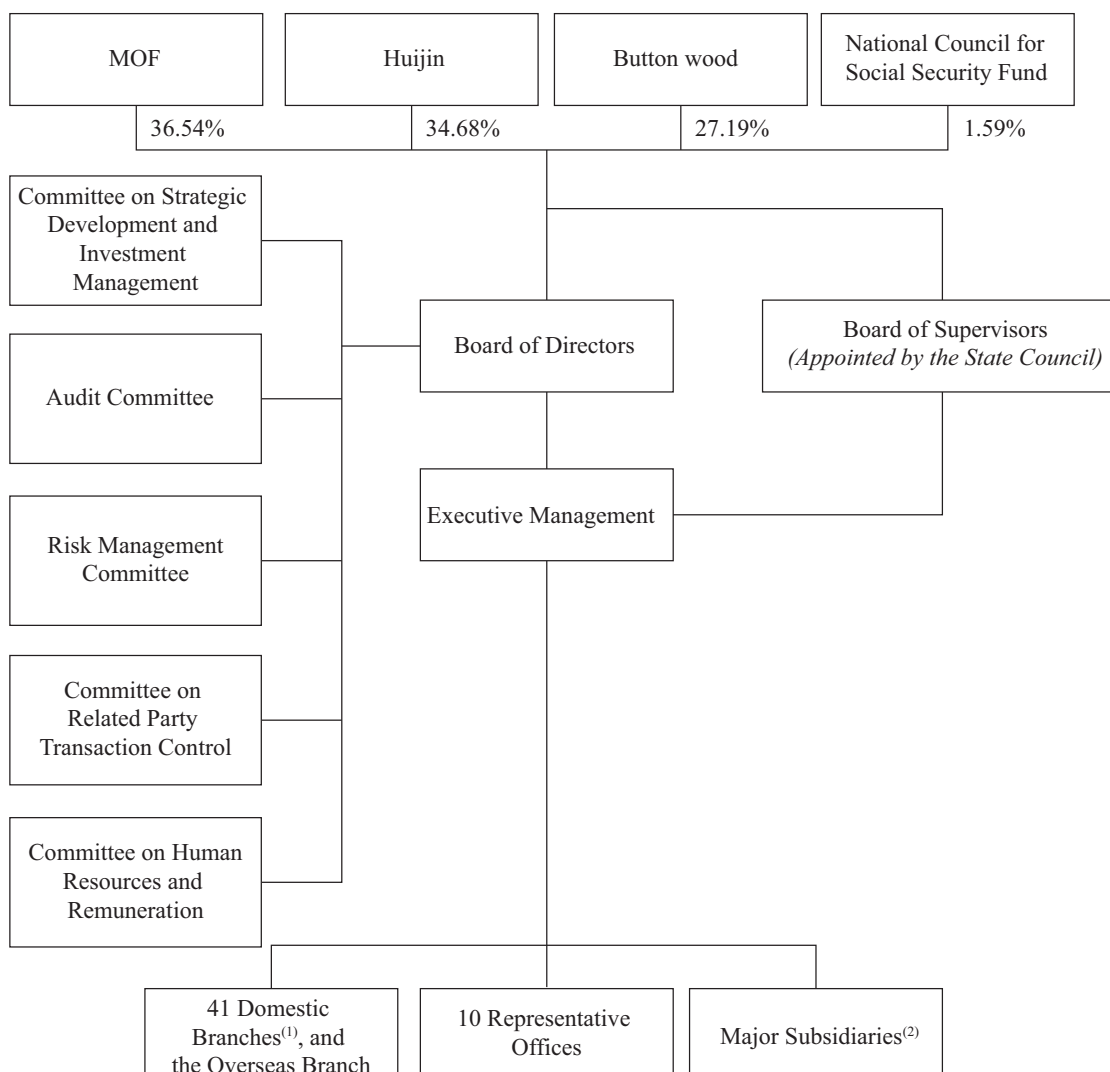 MOF
Huijin
Button wood
National Council for
Social Security Fund
36.54%
34.68%
27.19%
1.59%
Committee on Strategic
Development and
Investment
Management
Board of Directors
Board of Supervisors
(Appointed by the State Council)
Audit Committee
Executive Management
Risk Management
Committee
Committee on
Related Party
Transaction Control
Committee on Human
Resources and
Remuneration
41 Domestic
Branches(1), and
the Overseas Branch
10 Representative
Offices
Major Subsidiaries(2)